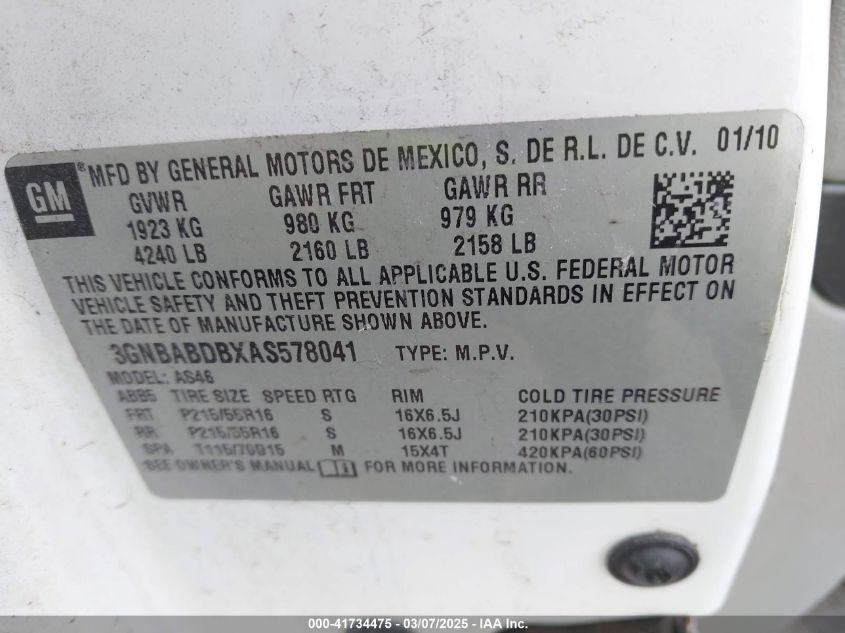 GM
® MFD BY GENERAL MOTORS DE MEXICO, S. DE R.L. DE C.V. 01/10
GVWR GAWR FRT GAWR RR
1923 KG 980 KG 979 KG
4240 LB 2160 LB 2158 LB
THIS VEHICLE CONFORMS TO ALL APPLICABLE U.S. FEDERAL MOTOR
VEHICLE SAFETY AND THEFT PREVENTION STANDARDS IN EFFECT ON
THE DATE OF MANUFACTURE SHOWN ABOVE.
3GNBABDBXAS578041 TYPE: M.P.V.
MODEL: AS46
ABB5 TIRE SIZE SPEED RTG RIM COLD TIRE PRESSURE
FRT P215/55R16 S 16X6.5J 210KPA(30PSI)
RR P215/55R16 S 16X6.5J 210KPA(30PSI)
SPA T115/70D15 M 15X4T 420KPA(60PSI)
SEE OWNER'S MANUAL FOR MORE INFORMATION.
000-41734475 - 03/07/2025 - IAA Inc.